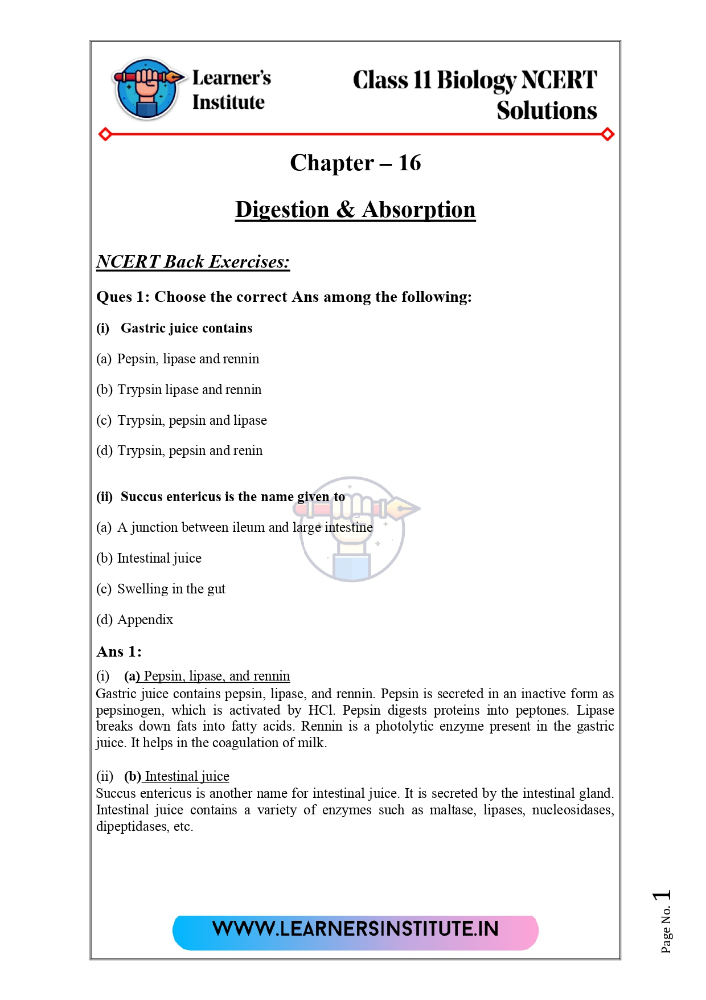 Learner's
Institute
Class 11 Biology NCERT
Solutions
Chapter – 16
Digestion & Absorption
NCERT Back Exercises:
Ques 1: Choose the correct Ans among the following:
(i) Gastric juice contains
(a) Pepsin, lipase and rennin
(b) Trypsin lipase and rennin
(c) Trypsin, pepsin and lipase
(d) Trypsin, pepsin and renin
(ii) Succus entericus is the name given to
(a) A junction between ileum and large intestine
(b) Intestinal juice
(c) Swelling in the gut
(d) Appendix
Ans 1:
(i) (a) Pepsin, lipase, and rennin
Gastric juice contains pepsin, lipase, and rennin. Pepsin is secreted in an inactive form as
pepsinogen, which is activated by HCl. Pepsin digests proteins into peptones. Lipase
breaks down fats into fatty acids. Rennin is a photolytic enzyme present in the gastric
juice. It helps in the coagulation of milk.
(ii) (b) Intestinal juice
Succus entericus is another name for intestinal juice. It is secreted by the intestinal gland.
Intestinal juice contains a variety of enzymes such as maltase, lipases, nucleosidases,
dipeptidases, etc.
WWW.LEARNERSINSTITUTE.IN
Page No. 1